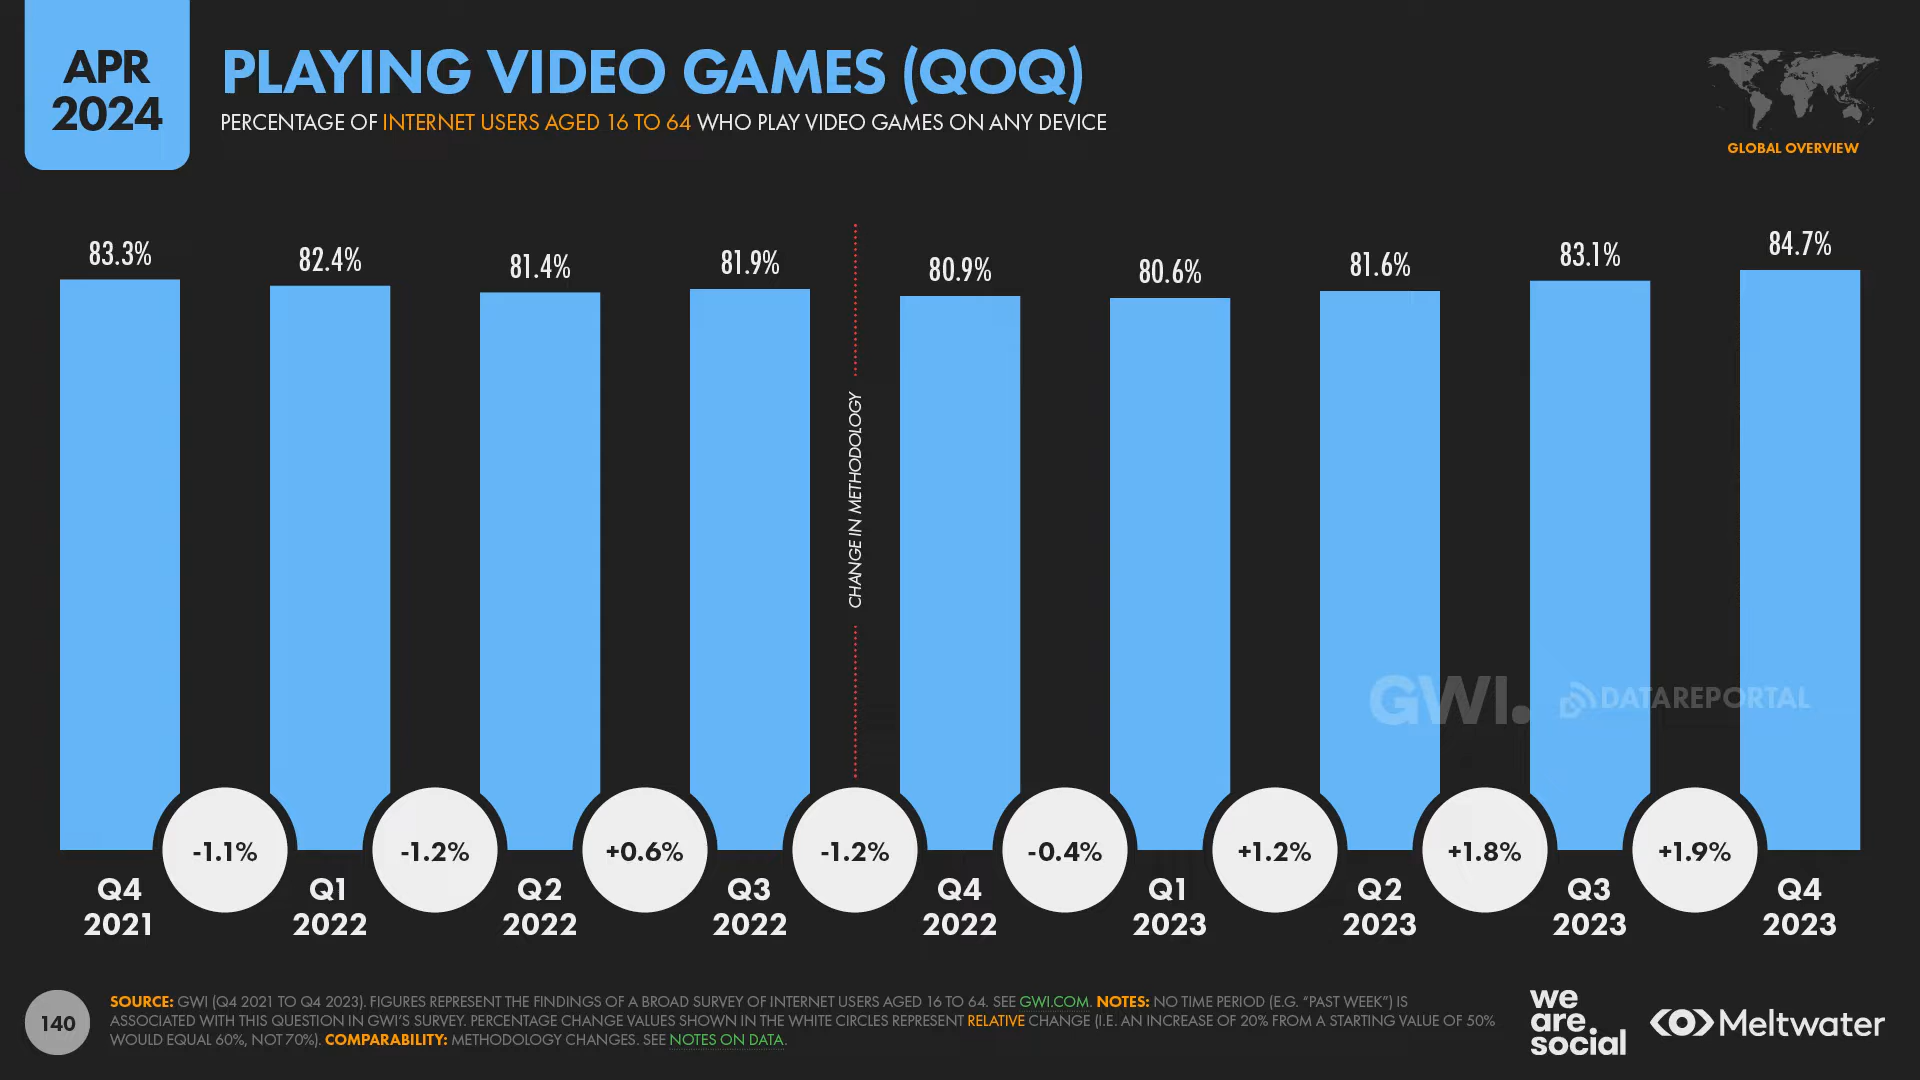 APR
2024
PLAYING VIDEO GAMES (QOQ)
PERCENTAGE OF INTERNET USERS AGED 16 TO 64 WHO PLAY VIDEO GAMES ON ANY DEVICE
GLOBAL OVERVIEW
83.3%
82.4%
81.4%
81.9%
80.9%
80.6%
81.6%
83.1%
84.7%
CHANGE IN METHODOLOGY
GWI.
DATAREPORTAL
-1.1%
-1.2%
+0.6%
-1.2%
-0.4%
+1.2%
+1.8%
+1.9%
Q4
2021
Q1
2022
Q2
2022
Q3
2022
Q4
2022
Q1
2023
Q2
2023
Q3
2023
Q4
2023
140
SOURCE: GWI (Q4 2021 TO Q4 2023). FIGURES REPRESENT THE FINDINGS OF A BROAD SURVEY OF INTERNET USERS AGED 16 TO 64. SEE GWI.COM. NOTES: NO TIME PERIOD (E.G. “PAST WEEK”) IS
ASSOCIATED WITH THIS QUESTION IN GWI’S SURVEY. PERCENTAGE CHANGE VALUES SHOWN IN THE WHITE CIRCLES REPRESENT RELATIVE CHANGE (I.E. AN INCREASE OF 20% FROM A STARTING VALUE OF 50%
WOULD EQUAL 60%, NOT 70%). COMPARABILITY: METHODOLOGY CHANGES. SEE NOTES ON DATA.
we
are.
social
Meltwater